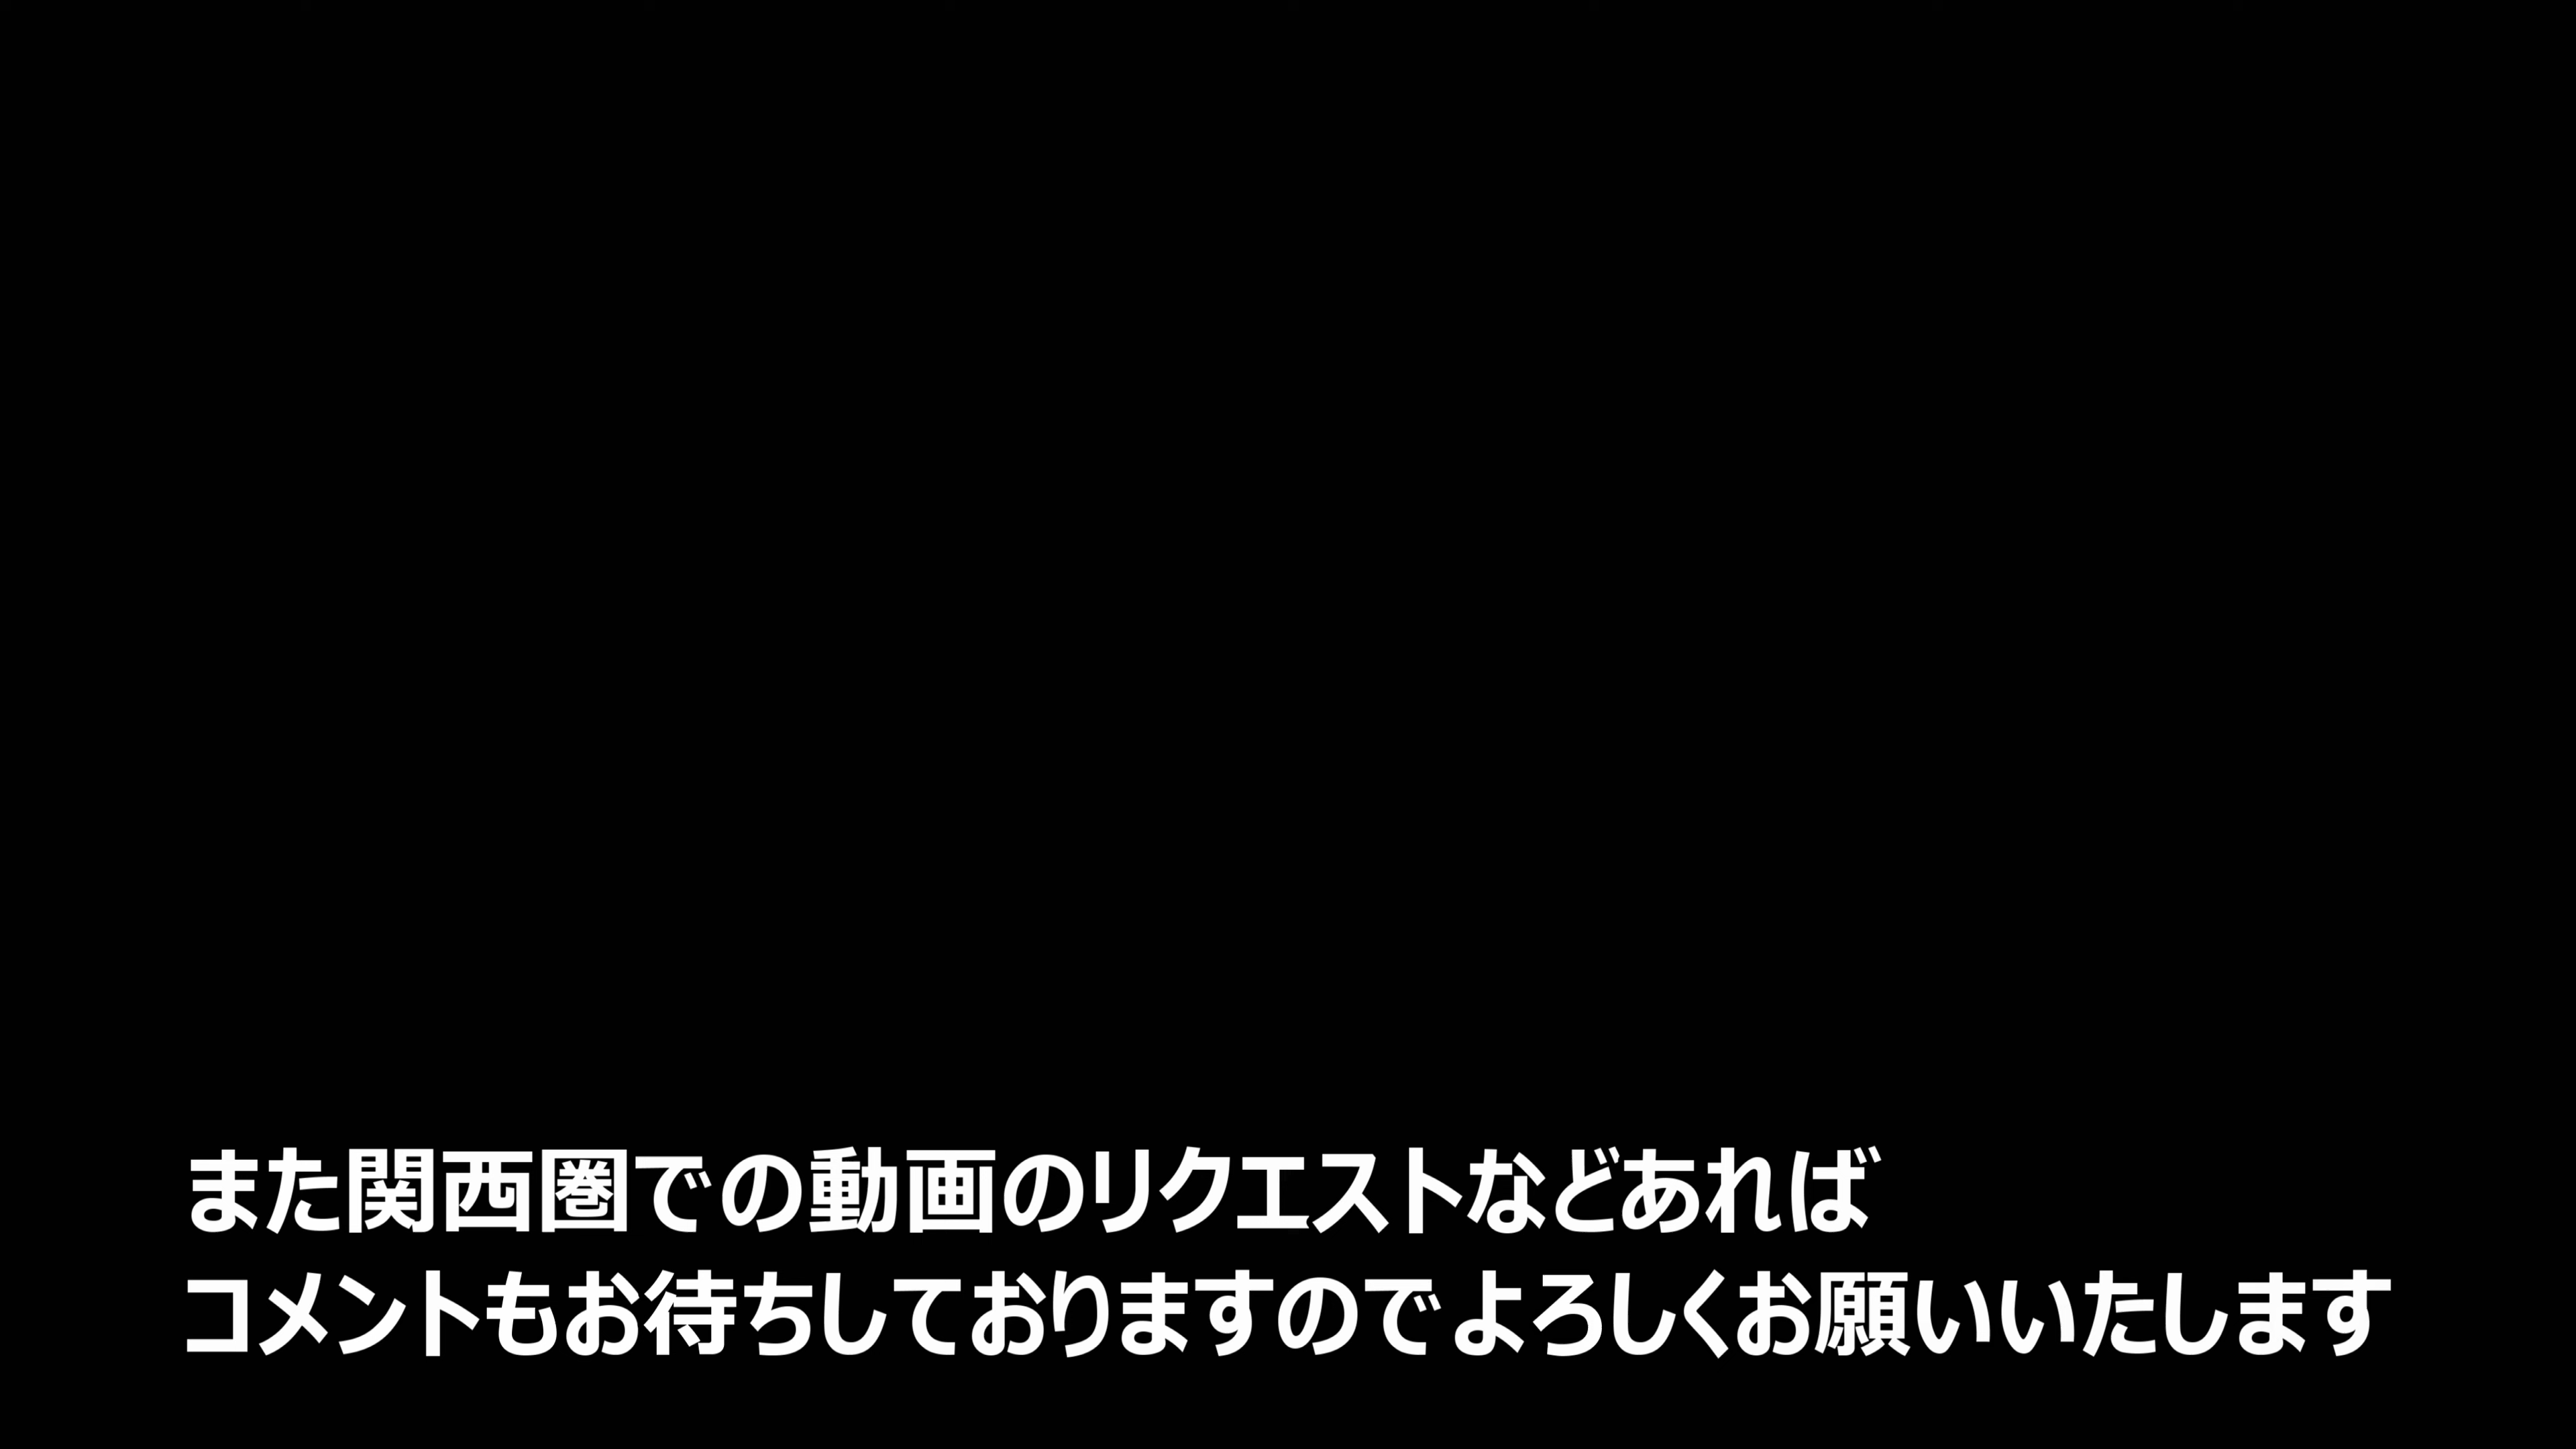 また関西圏での動画のリクエストなどあれば
コメントもお待ちしておりますのでよろしくお願いいたします